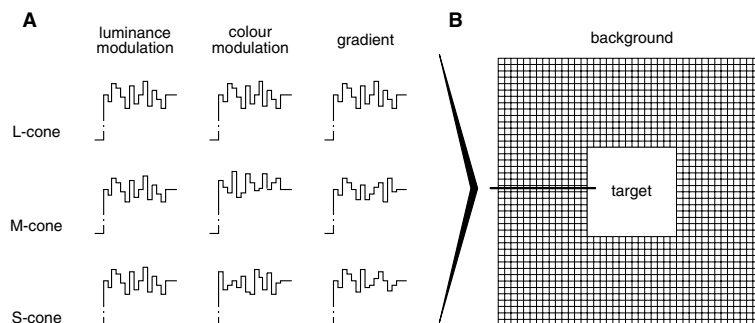 A
luminance
modulation
colour
modulation
gradient
L-cone
M-cone
S-cone
B
background
target